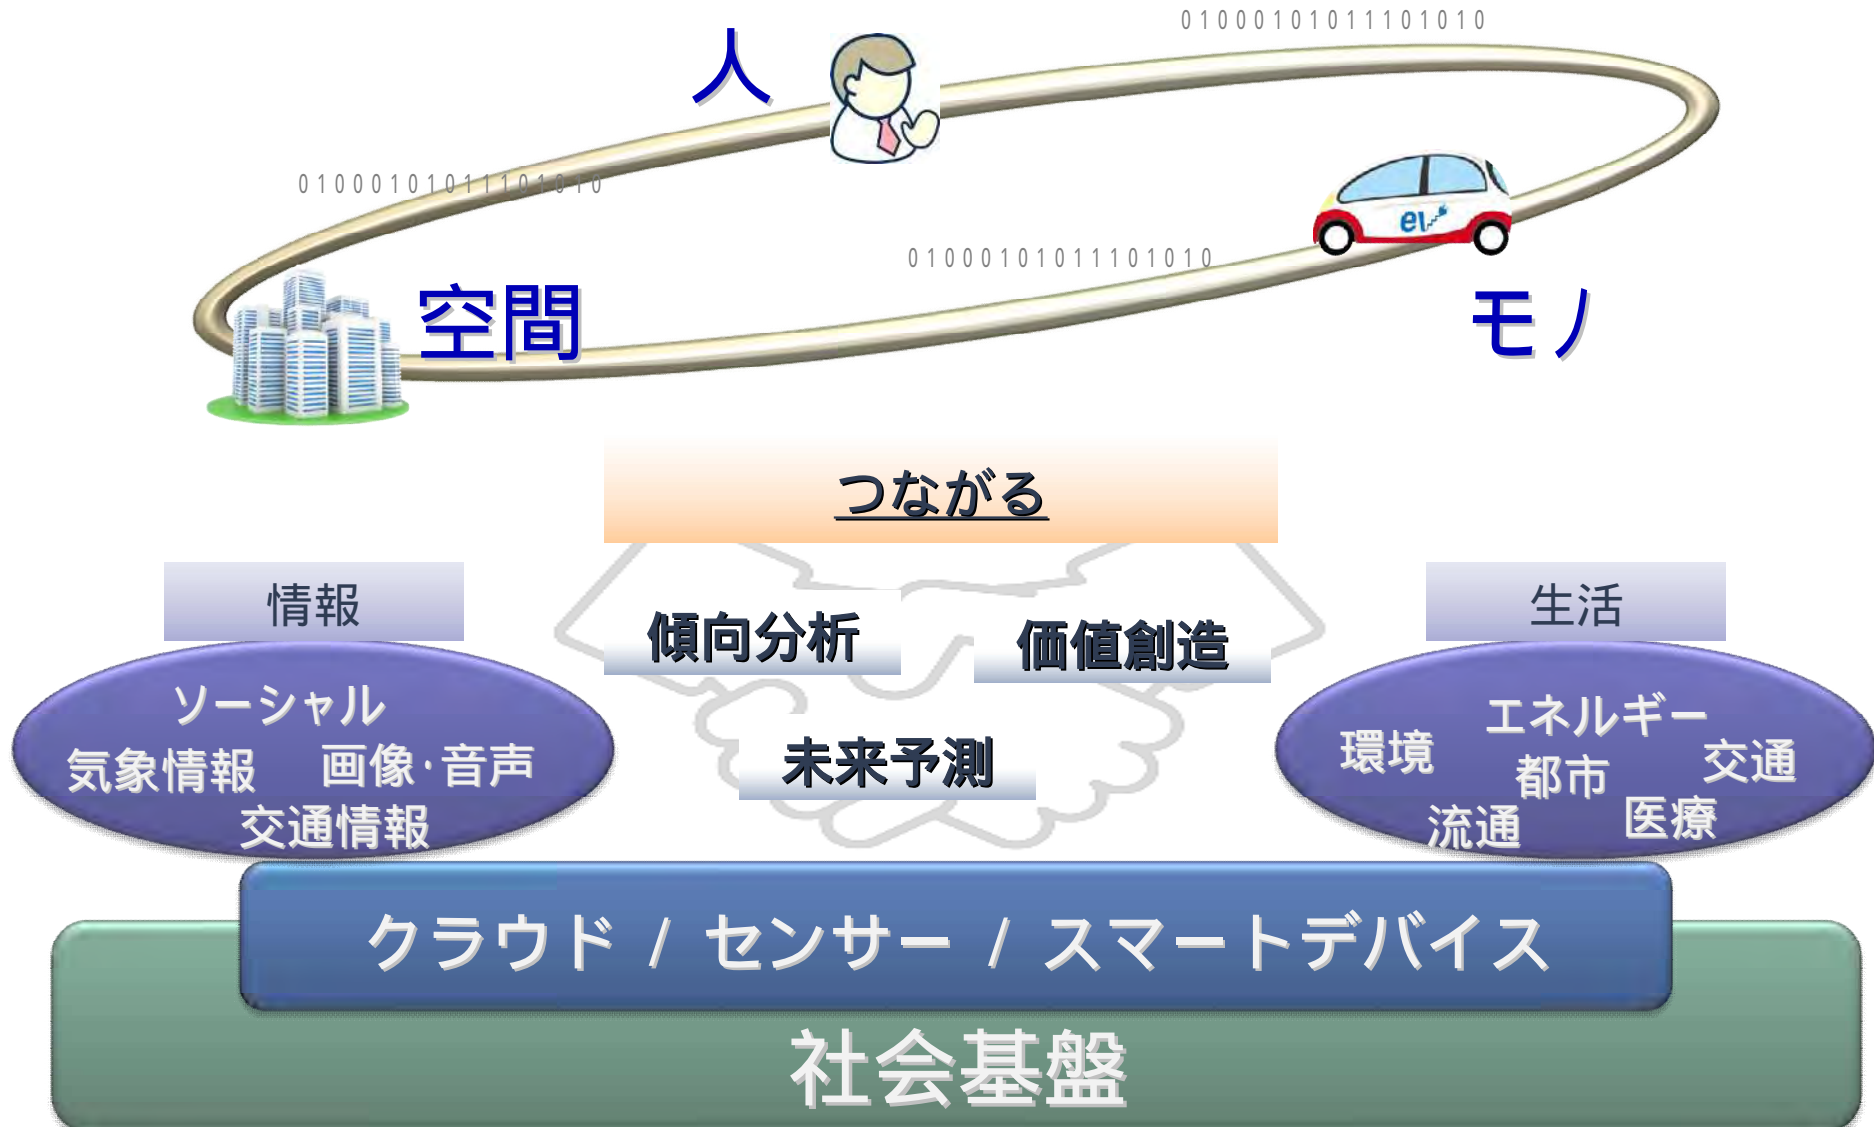 01000101011101010
人
01000101011101010
01000101011101010
空間
モノ
つながる
情報
生活
傾向分析
価値創造
ソーシャル
気象情報
画像・音声
交通情報
未来予測
エネルギー
環境
都市
交通
流通
医療
クラウド / センサー / スマートデバイス
社会基盤